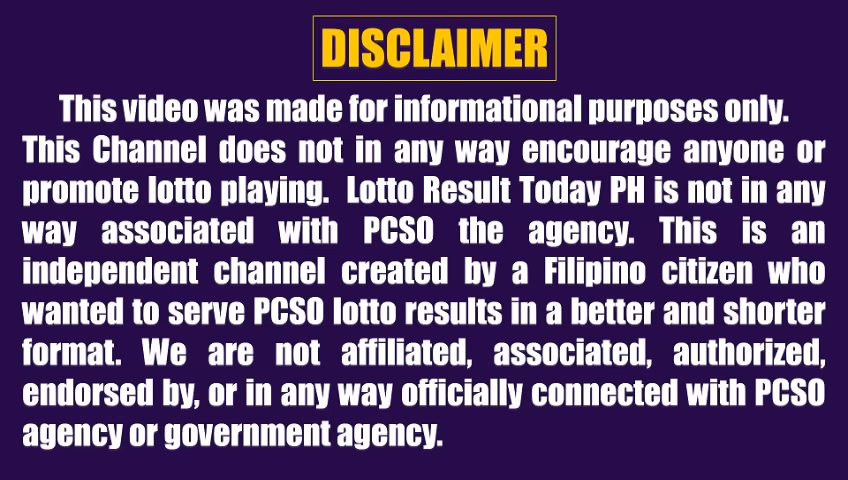 DISCLAIMER
This video was made for informational purposes only.
This Channel does not in any way encourage anyone or
promote lotto playing. Lotto Result Today PH is not in any
way associated with PCSO the agency. This is an
independent channel created by a Filipino citizen who
wanted to serve PCSO lotto results in a better and shorter
format. We are not affiliated, associated, authorized,
endorsed by, or in any way officially connected with PCSO
agency or government agency.